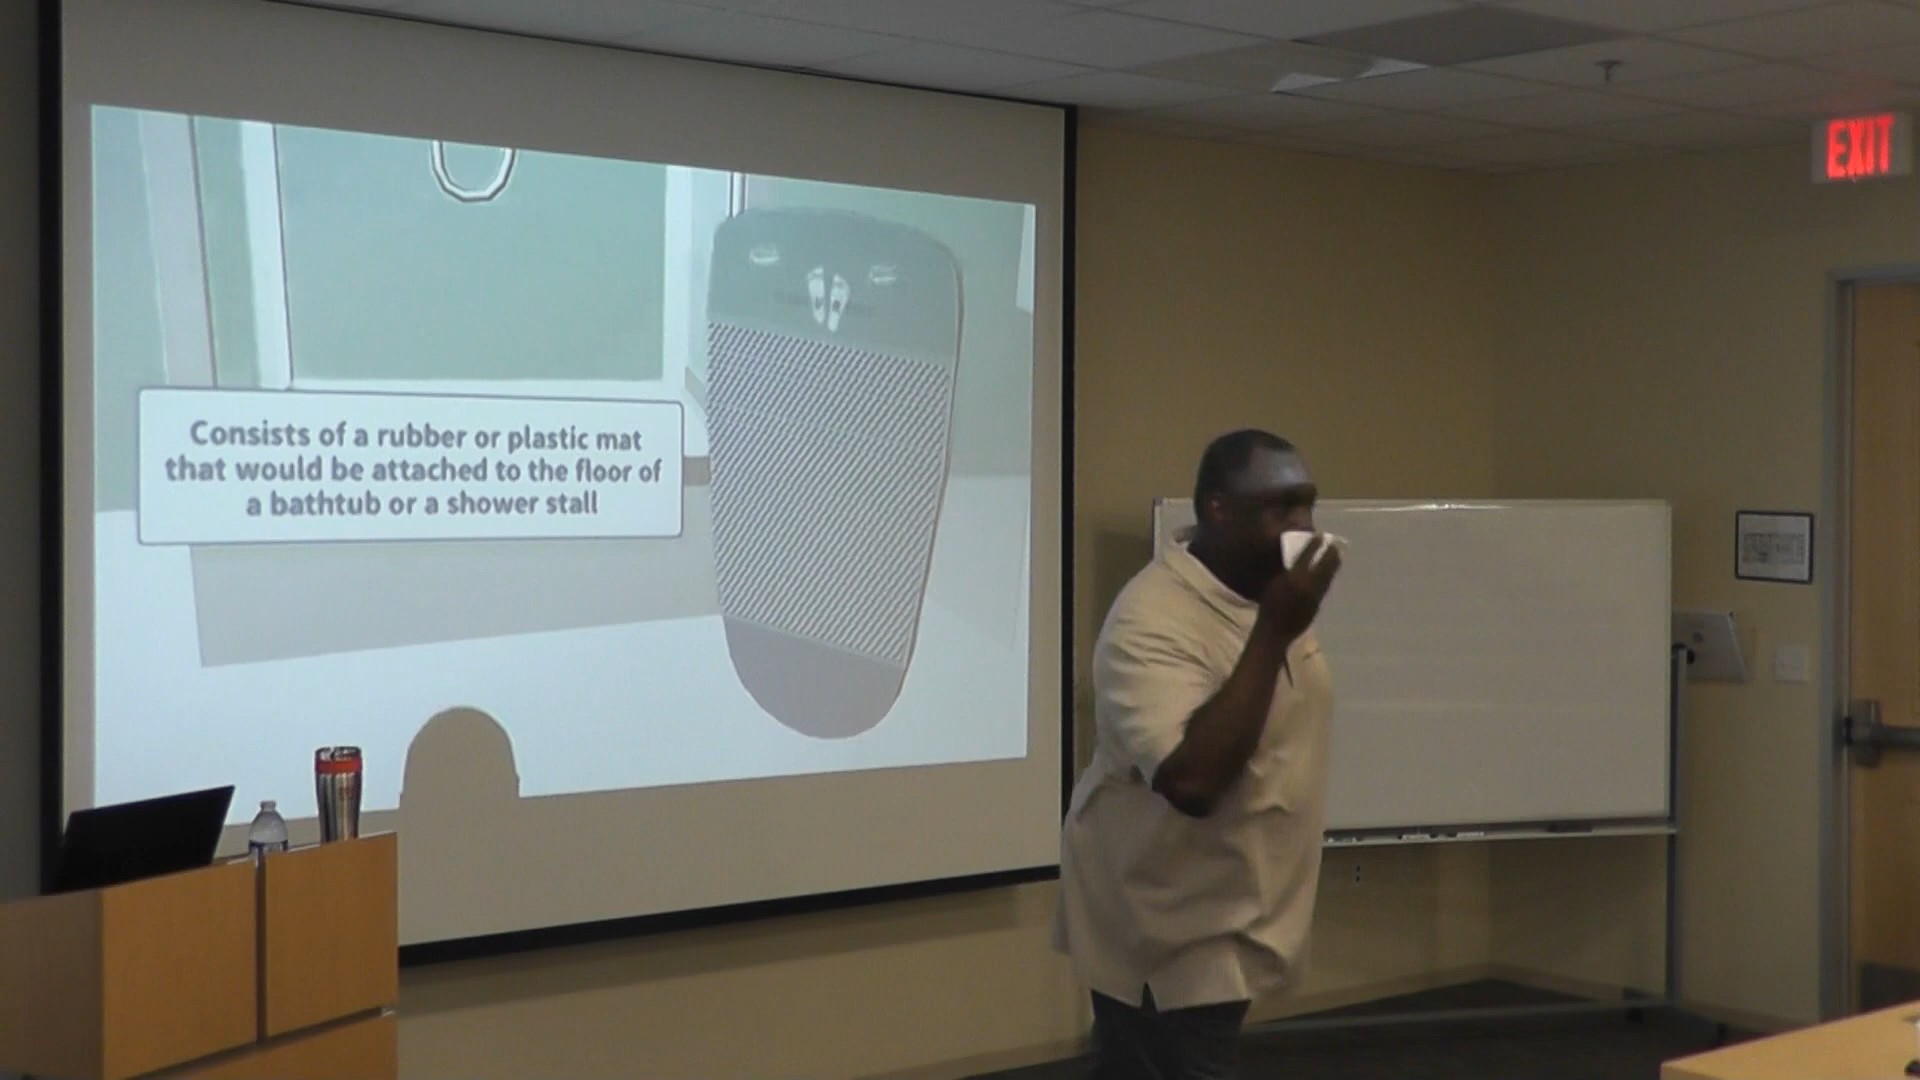 Consists of a rubber or plastic mat
that would be attached to the floor of
a bathtub or a shower stall
EXIT